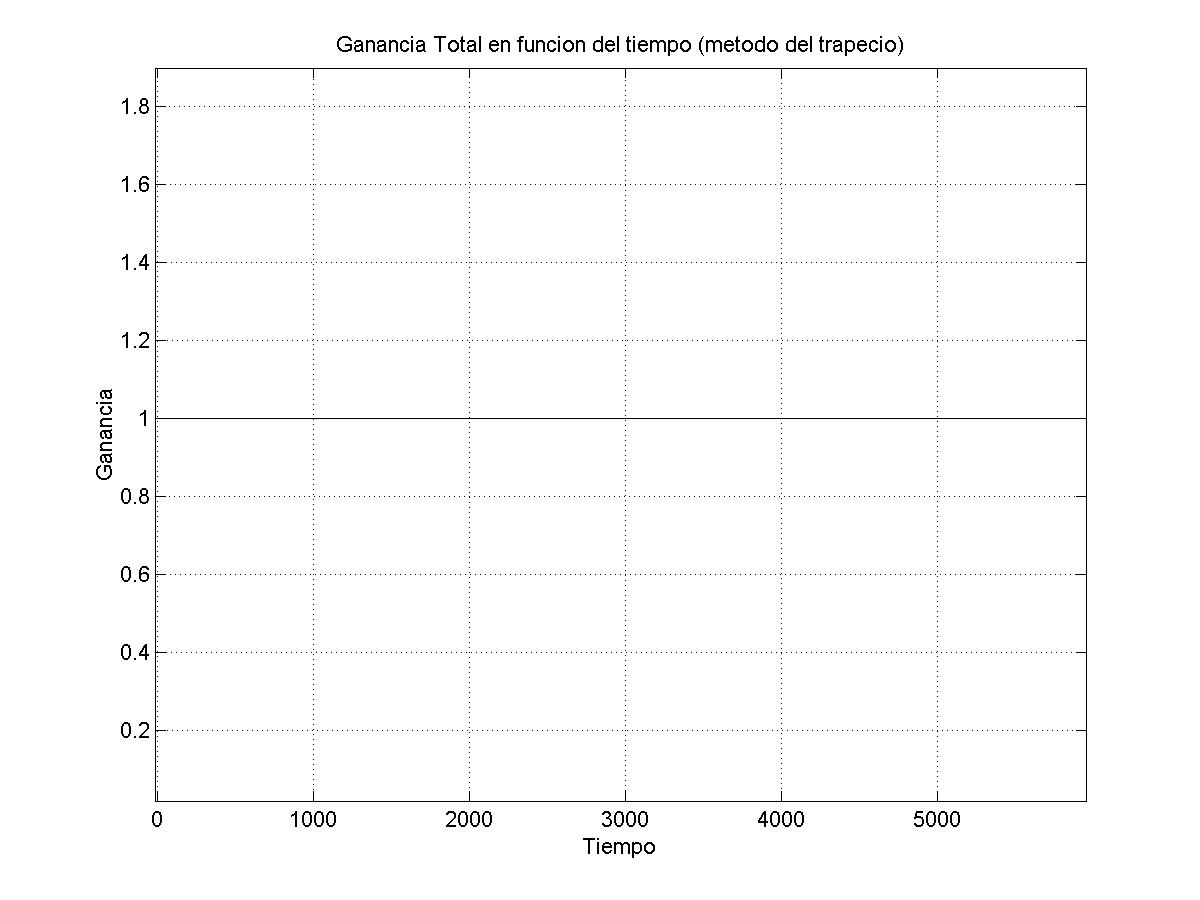 Ganancia Total en funcion del tiempo (metodo del trapecio)
1.8
1.6
1.4
1.2
1
0.8
0.6
0.4
0.2
Ganancia
0 1000 2000 3000 4000 5000
Tiempo